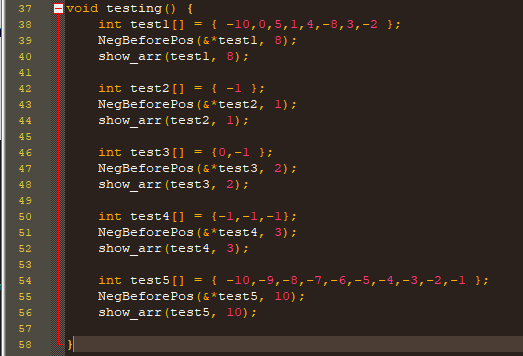 37 void testing() {
38 int test1[] = { -10,0,5,1,4,-8,3,-2 };
39 NegBeforePos(&*test1, 8);
40 show_arr(test1, 8);
41
42 int test2[] = { -1 };
43 NegBeforePos(&*test2, 1);
44 show_arr(test2, 1);
45
46 int test3[] = {0,-1 };
47 NegBeforePos(&*test3, 2);
48 show_arr(test3, 2);
49
50 int test4[] = {-1,-1,-1};
51 NegBeforePos(&*test4, 3);
52 show_arr(test4, 3);
53
54 int test5[] = { -10,-9,-8,-7,-6,-5,-4,-3,-2,-1 };
55 NegBeforePos(&*test5, 10);
56 show_arr(test5, 10);
57
58 }